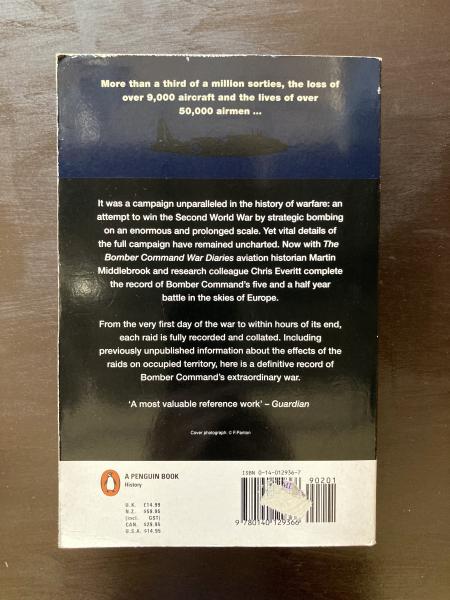 More than a third of a million sorties, the loss of
over 9,000 aircraft and the lives of over
50,000 airmen ...
It was a campaign unparalleled in the history of warfare: an
attempt to win the Second World War by strategic bombing
on an enormous and prolonged scale. Yet vital details of
the full campaign have remained uncharted. Now with The
Bomber Command War Diaries aviation historian Martin
Middlebrook and research colleague Chris Everitt complete
the record of Bomber Command's five and a half year
battle in the skies of Europe.
From the very first day of the war to within hours of its end,
each raid is fully recorded and collated. Including
previously unpublished information about the effects of the
raids on occupied territory, here is a definitive record of
Bomber Command's extraordinary war.
‘A most valuable reference work’ – Guardian
Cover photograph: © F.Parrton
A PENGUIN BOOK
History
U.K. £14.99
N.Z. $59.95
(incl. GST)
CAN. $29.95
U.S.A. $14.95
ISBN 0-14-012936-7
90201
9 780140 129366